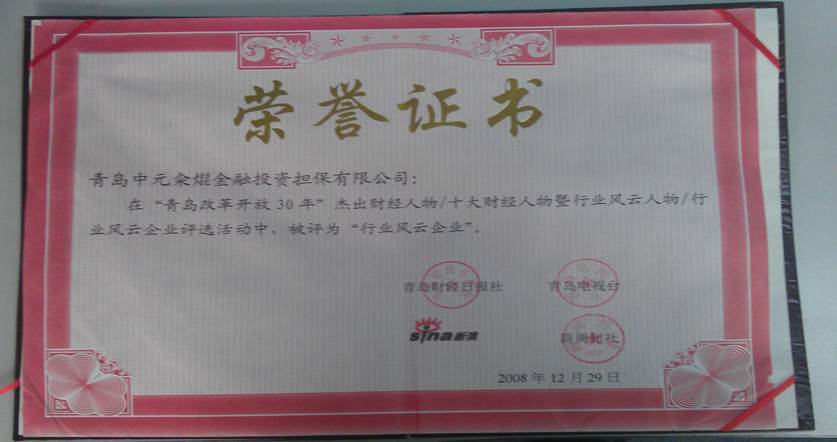 荣誉证书
青岛中元汆焜金融投资担保有限公司：
在“青岛改革开放30年”杰出财经人物/十大财经人物暨行业风云人物/行
业风云企业评选活动中，被评为“行业风云企业”。
青岛财经日报社 青岛电视台
sina新浪 商周刊社
2008年12月29日